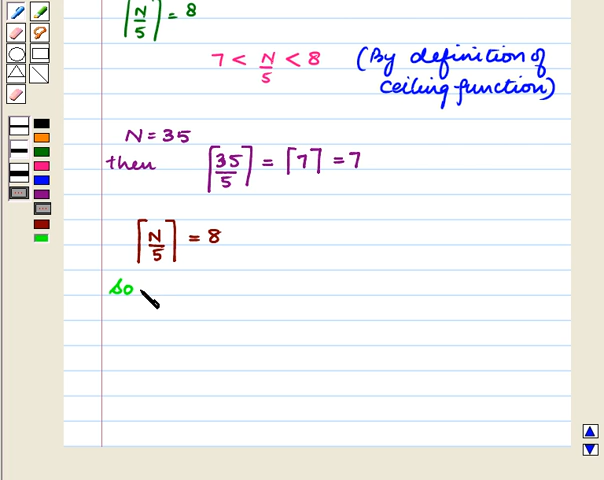 ⌈N/5⌉ = 8
7 < N/5 < 8 (By definition of ceiling function)
N = 35
then ⌈35/5⌉ = ⌈7⌉ = 7
⌈N/5⌉ = 8
so